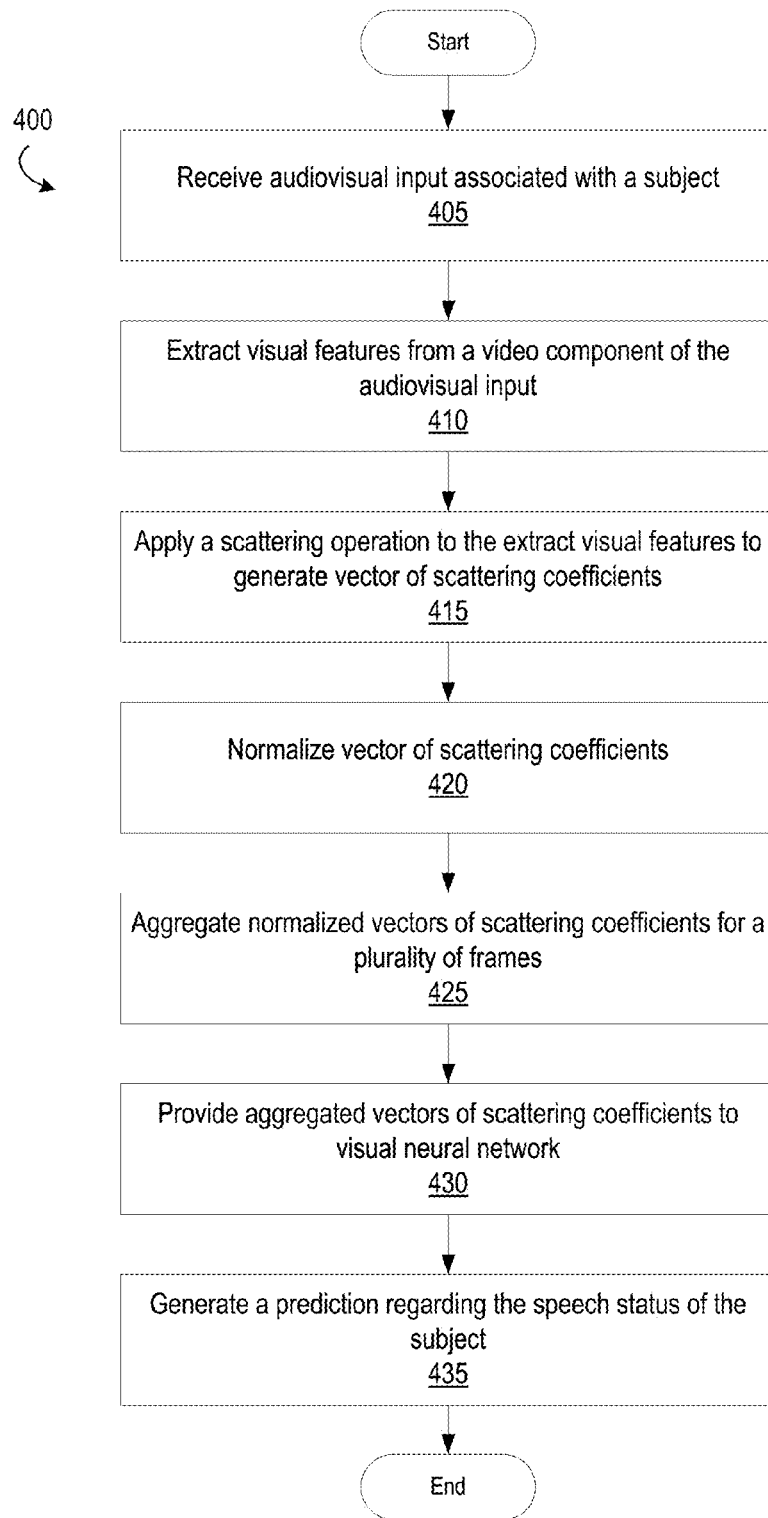 Start
400
Receive audiovisual input associated with a subject
405
Extract visual features from a video component of the
audiovisual input
410
Apply a scattering operation to the extract visual features to
generate vector of scattering coefficients
415
Normalize vector of scattering coefficients
420
Aggregate normalized vectors of scattering coefficients for a
plurality of frames
425
Provide aggregated vectors of scattering coefficients to
visual neural network
430
Generate a prediction regarding the speech status of the
subject
435
End